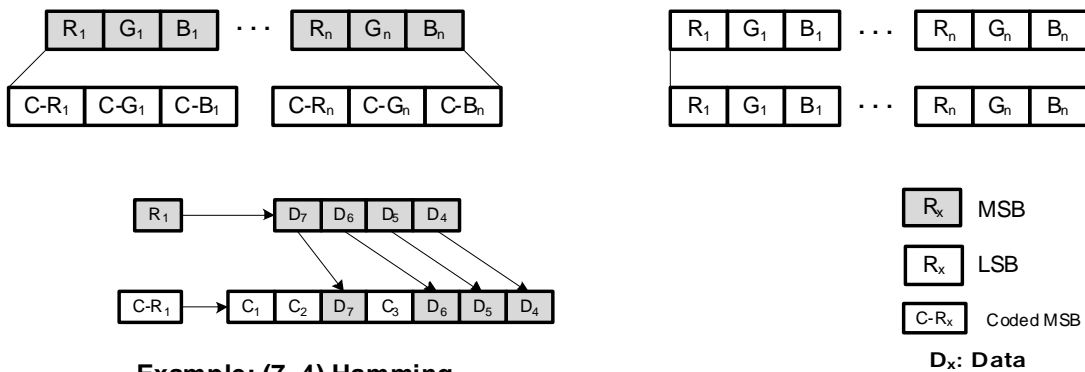 R₁ G₁ B₁ ... Rₙ Gₙ Bₙ
R₁ G₁ B₁ ... Rₙ Gₙ Bₙ
C-R₁ C-G₁ C-B₁ C-Rₙ C-Gₙ C-Bₙ
R₁ G₁ B₁ ... Rₙ Gₙ Bₙ
R₁ D₇ D₆ D₅ D₄
C-R₁ C₁ C₂ D₇ C₃ D₆ D₅ D₄
Rₓ MSB
Rₓ LSB
C-Rₓ Coded MSB
Dₓ: Data
Example: (7, 4) Hamming